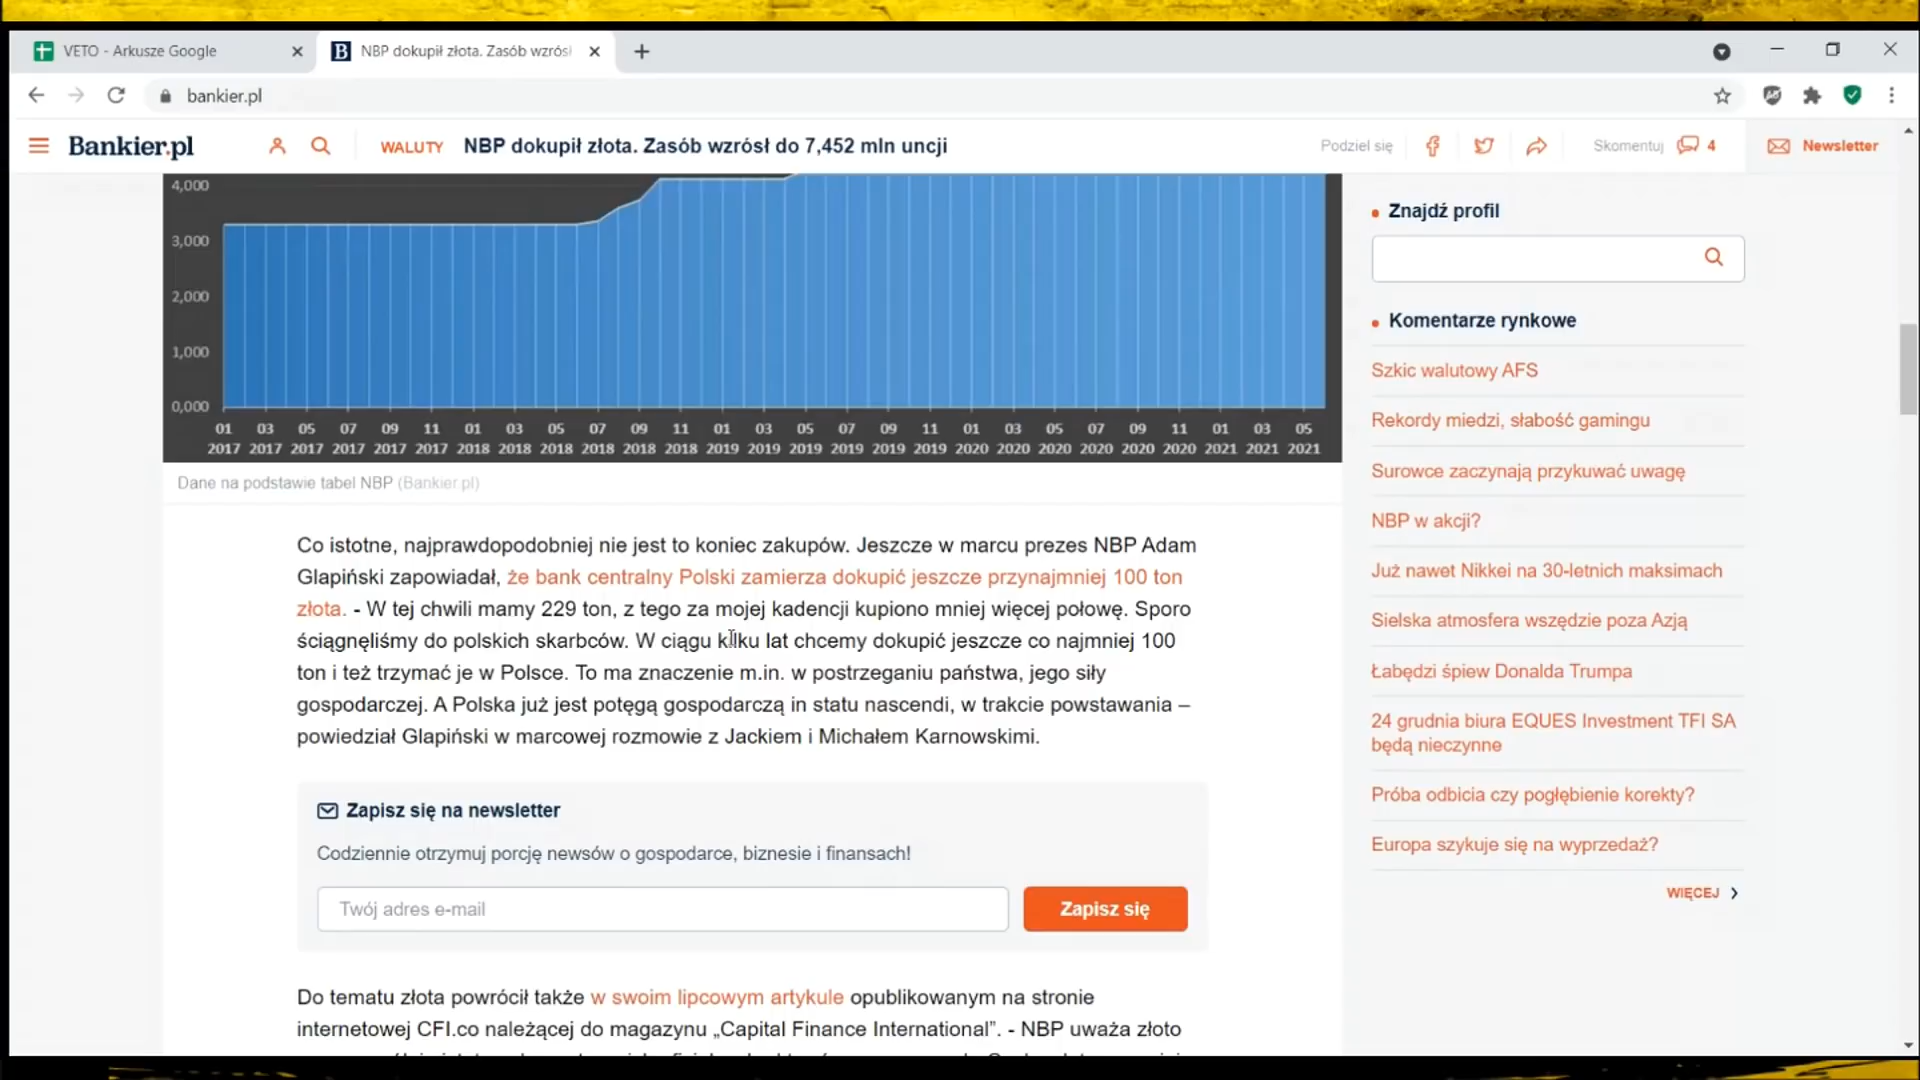 VETO - Arkusze Google
NBP dokupił złota. Zasób wzrósł
bankier.pl
Bankier.pl
WALUTY
NBP dokupił złota. Zasób wzrósł do 7,452 mln uncji
Podziel się
Skomentuj
4
Newsletter
4,000
3,000
2,000
1,000
0,000
01 03 05 07 09 11 01 03 05 07 09 11 01 03 05 07 09 11 01 03 05 07 09 11 01 03 05
2017 2017 2017 2017 2017 2017 2018 2018 2018 2018 2018 2018 2019 2019 2019 2019 2019 2019 2020 2020 2020 2020 2020 2020 2021 2021 2021
Dane na podstawie tabel NBP (Bankier.pl)
Co istotne, najprawdopodobniej nie jest to koniec zakupów. Jeszcze w marcu prezes NBP Adam
Glapiński zapowiadał, że bank centralny Polski zamierza dokupić jeszcze przynajmniej 100 ton
złota. - W tej chwili mamy 229 ton, z tego za mojej kadencji kupiono mniej więcej połowę. Sporo
ściągnęliśmy do polskich skarbców. W ciągu kilku lat chcemy dokupić jeszcze co najmniej 100
ton i też trzymać je w Polsce. To ma znaczenie m.in. w postrzeganiu państwa, jego siły
gospodarczej. A Polska już jest potęgą gospodarczą in statu nascendi, w trakcie powstawania –
powiedział Glapiński w marcowej rozmowie z Jackiem i Michałem Karnowskimi.
Zapisz się na newsletter
Codziennie otrzymuj porcję newsów o gospodarce, biznesie i finansach!
Twój adres e-mail
Zapisz się
Do tematu złota powrócił także w swoim lipcowym artykule opublikowanym na stronie
internetowej CFI.co należącej do magazynu „Capital Finance International”. - NBP uważa złoto
Znajdź profil
Komentarze rynkowe
Szkic walutowy AFS
Rekordy miedzi, słabość gamingu
Surowce zaczynają przykuwać uwagę
NBP w akcji?
Już nawet Nikkei na 30-letnich maksimach
Sielska atmosfera wszędzie poza Azją
Łabędzi śpiew Donalda Trumpa
24 grudnia biura EQUES Investment TFI SA
będą nieczynne
Próba odbicia czy pogłębienie korekty?
Europa szykuje się na wyprzedaż?
WIĘCEJ